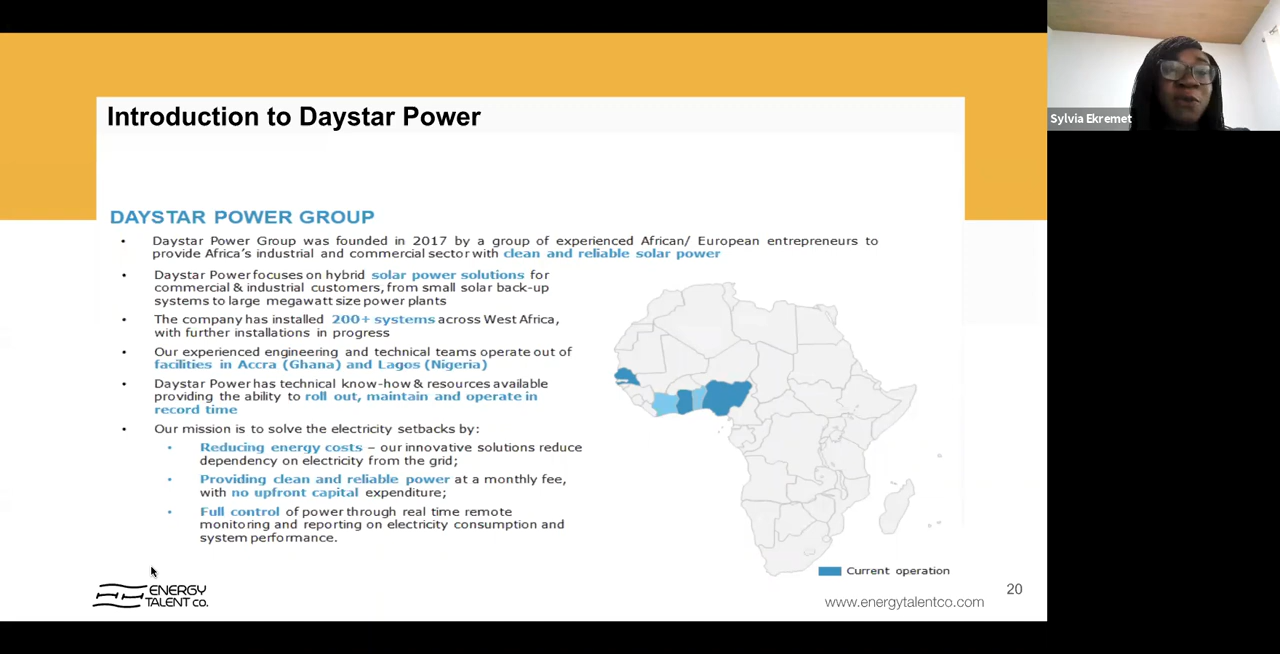 Introduction to Daystar Power
Sylvia Ekremet
DAYSTAR POWER GROUP
• Daystar Power Group was founded in 2017 by a group of experienced African/ European entrepreneurs to
provide Africa's industrial and commercial sector with clean and reliable solar power
• Daystar Power focuses on hybrid solar power solutions for
commercial & industrial customers, from small solar back-up
systems to large megawatt size power plants
• The company has installed 200+ systems across West Africa,
with further installations in progress
• Our experienced engineering and technical teams operate out of
facilities in Accra (Ghana) and Lagos (Nigeria)
• Daystar Power has technical know-how & resources available
providing the ability to roll out, maintain and operate in
record time
• Our mission is to solve the electricity setbacks by:
• Reducing energy costs – our innovative solutions reduce
dependency on electricity from the grid;
• Providing clean and reliable power at a monthly fee,
with no upfront capital expenditure;
• Full control of power through real time remote
monitoring and reporting on electricity consumption and
system performance.
Current operation
ENERGY
TALENT CO.
www.energytalentco.com
20